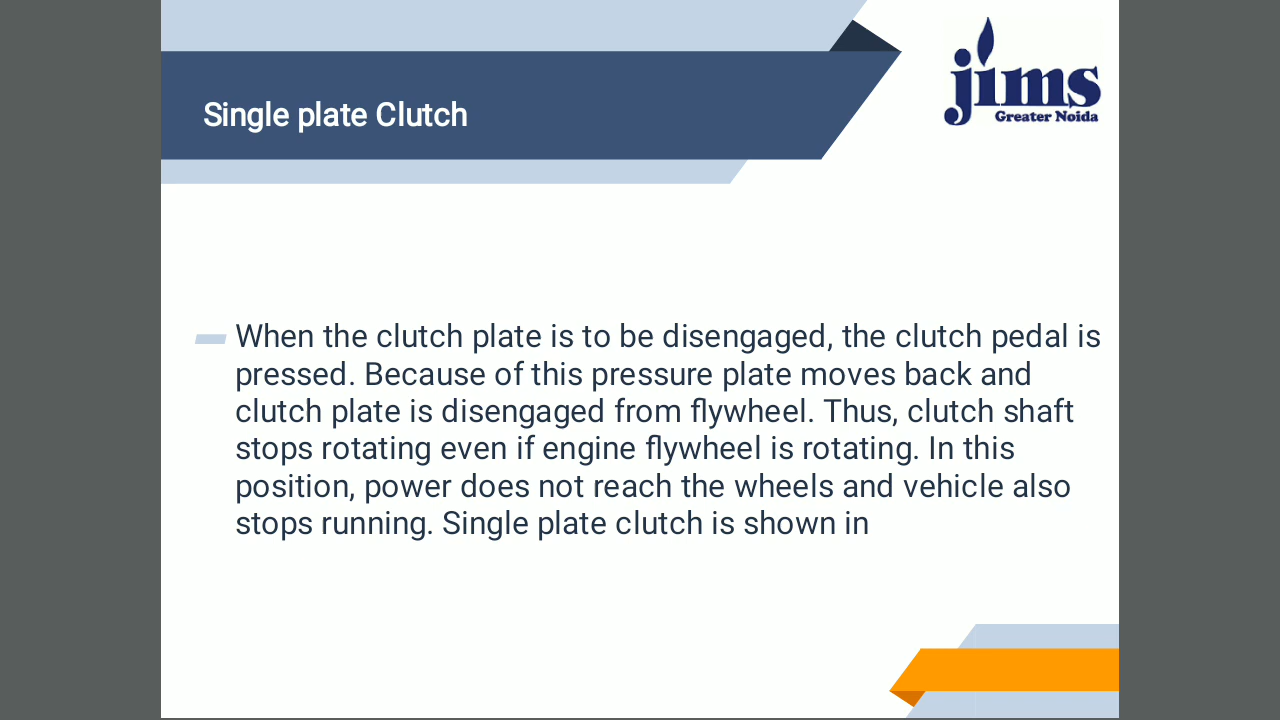 jims
Greater Noida
Single plate Clutch
When the clutch plate is to be disengaged, the clutch pedal is
pressed. Because of this pressure plate moves back and
clutch plate is disengaged from flywheel. Thus, clutch shaft
stops rotating even if engine flywheel is rotating. In this
position, power does not reach the wheels and vehicle also
stops running. Single plate clutch is shown in